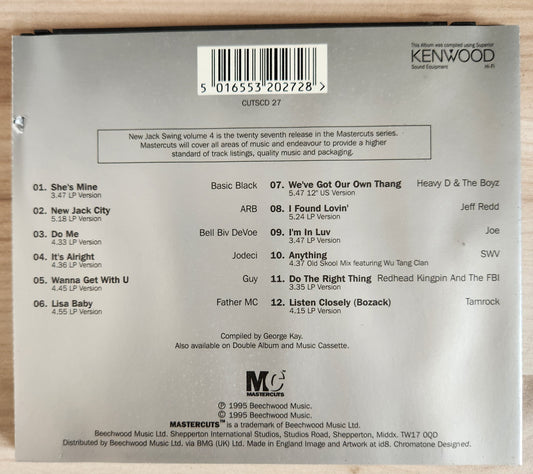 This Album was compiled using Superior
KENWOOD
Sound Equipment Hi-Fi
5 016553 202728 >
CUTSCD 27
New Jack Swing volume 4 is the twenty seventh release in the Mastercuts series.
Mastercuts will cover all areas of music and endeavour to provide a higher
standard of track listings, quality music and packaging.
01. She's Mine Basic Black
3.47 LP Version
02. New Jack City ARB
5.18 LP Version
03. Do Me Bell Biv DeVoe
4.33 LP Version
04. It's Alright Jodeci
4.36 LP Version
05. Wanna Get With U Guy
4.45 LP Version
06. Lisa Baby Father MC
4.55 LP Version
07. We've Got Our Own Thang Heavy D & The Boyz
5.47 12" US Version
08. I Found Lovin' Jeff Redd
5.24 LP Version
09. I'm In Luv Joe
3.47 LP Version
10. Anything SWV
4.37 Old Skool Mix featuring Wu Tang Clan
11. Do The Right Thing Redhead Kingpin And The FBI
3.35 LP Version
12. Listen Closely (Bozack) Tamrock
4.15 LP Version
Compiled by George Kay.
Also available on Double Album and Music Cassette.
MC
MASTERCUTS
℗ 1995 Beechwood Music.
© 1995 Beechwood Music.
MASTERCUTS™ is a trademark of Beechwood Music Ltd.
Beechwood Music Ltd. Shepperton International Studios, Studios Road, Shepperton, Middx. TW17 0QD
Distributed by Beechwood Music Ltd. via BMG (UK) Ltd. Made in England Image and Artwork at id8. Chromatone Designed.